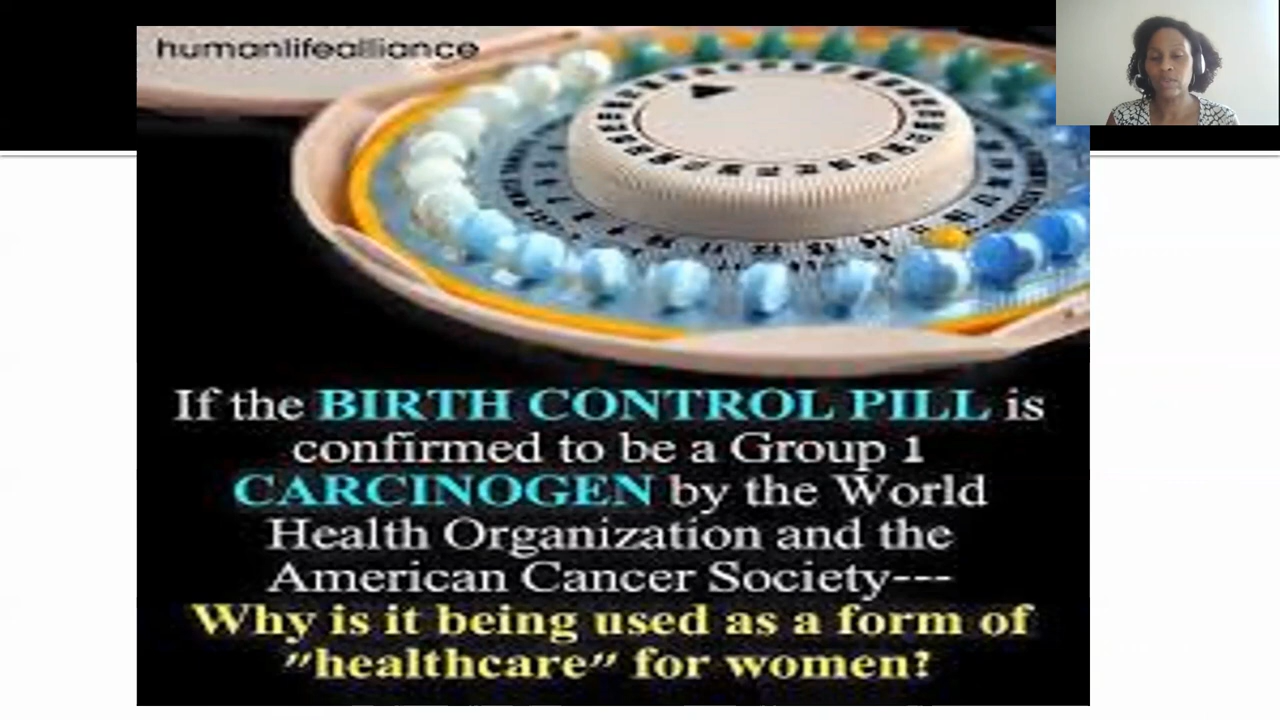 humanlifealliance
If the BIRTH CONTROL PILL is
confirmed to be a Group 1
CARCINOGEN by the World
Health Organization and the
American Cancer Society---
Why is it being used as a form of
"healthcare" for women?